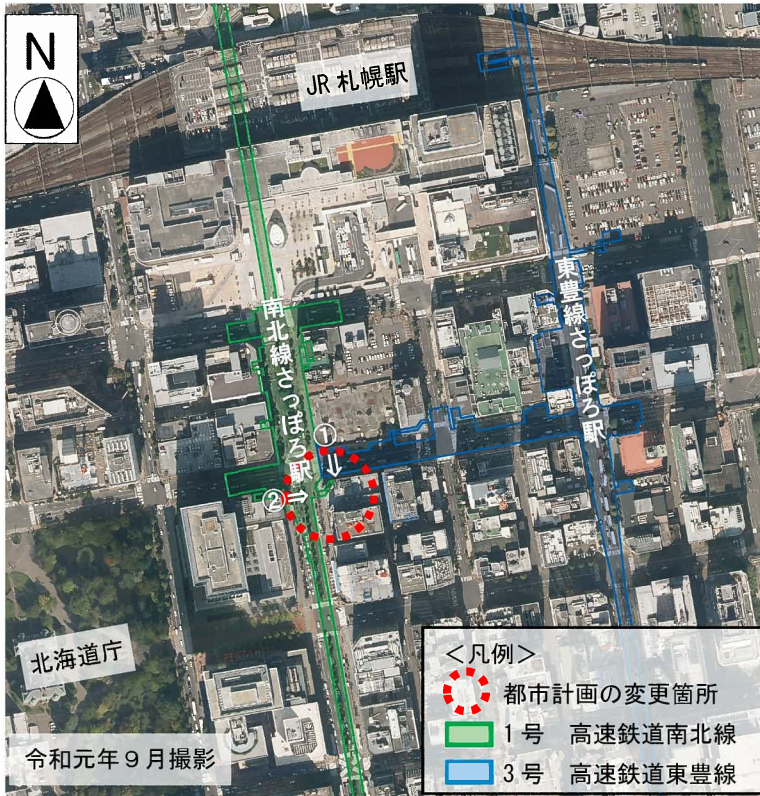 N
JR 札幌駅
南北線さっぽろ駅
東豊線さっぽろ駅
①
②
北海道庁
令和元年９月撮影
＜凡例＞
都市計画の変更箇所
1号 高速鉄道南北線
3号 高速鉄道東豊線